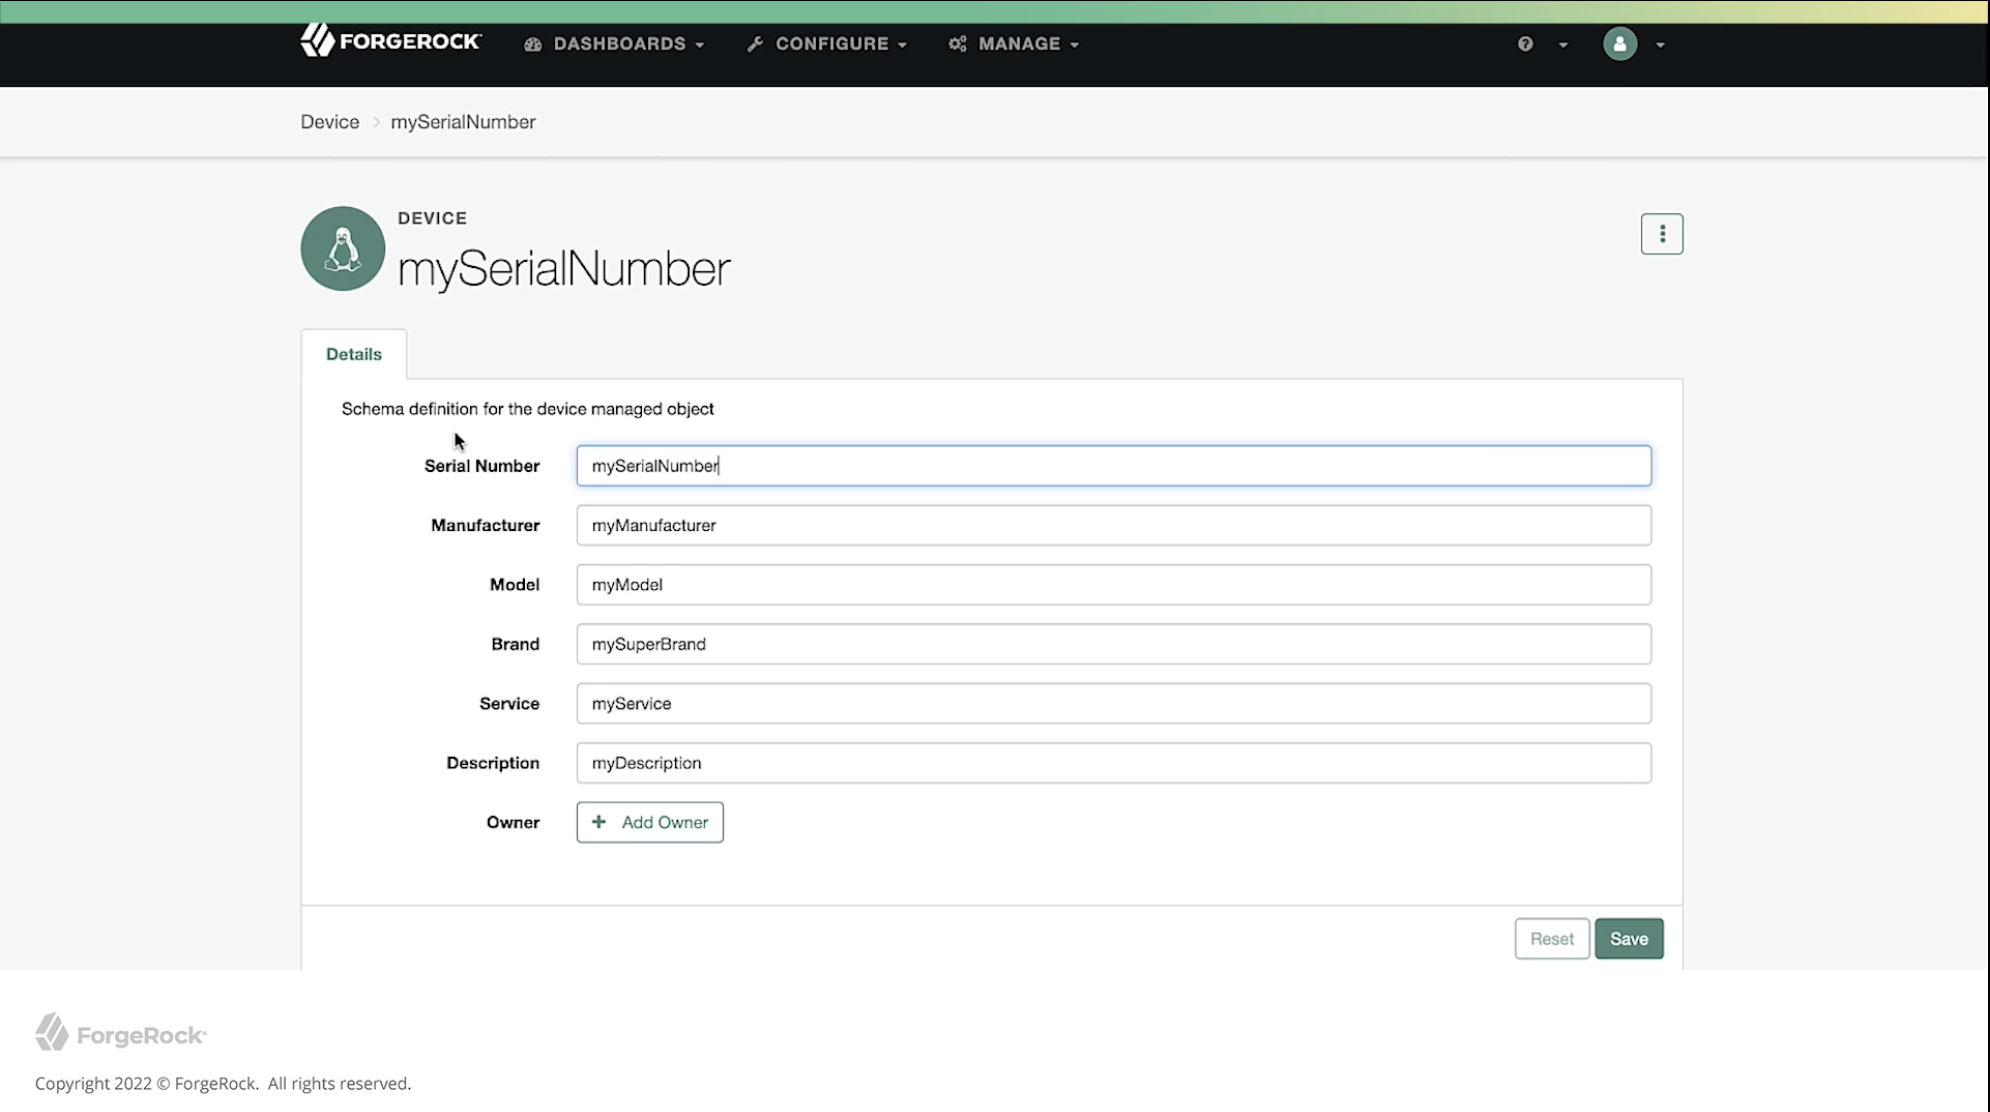 FORGEROCK DASHBOARDS CONFIGURE MANAGE
Device > mySerialNumber
DEVICE
mySerialNumber
Details
Schema definition for the device managed object
Serial Number mySerialNumber
Manufacturer myManufacturer
Model myModel
Brand mySuperBrand
Service myService
Description myDescription
Owner + Add Owner
Reset Save
ForgeRock
Copyright 2022 © ForgeRock. All rights reserved.